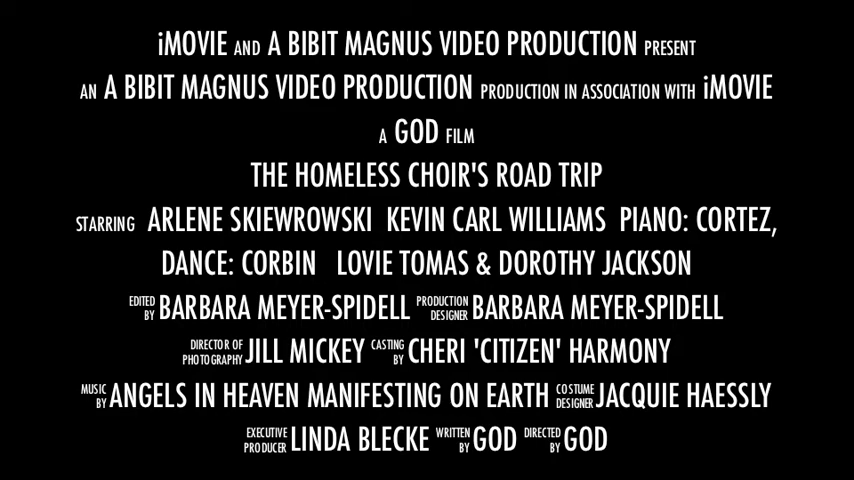 iMOVIE AND A BIBIT MAGNUS VIDEO PRODUCTION PRESENT
AN A BIBIT MAGNUS VIDEO PRODUCTION PRODUCTION IN ASSOCIATION WITH iMOVIE
A GOD FILM
THE HOMELESS CHOIR'S ROAD TRIP
STARRING ARLENE SKIEWROWSKI KEVIN CARL WILLIAMS PIANO: CORTEZ,
DANCE: CORBIN LOVIE TOMAS & DOROTHY JACKSON
EDITED BY BARBARA MEYER-SPIDELL PRODUCTION DESIGNER BARBARA MEYER-SPIDELL
DIRECTOR OF PHOTOGRAPHY JILL MICKEY CASTING BY CHERI 'CITIZEN' HARMONY
MUSIC BY ANGELS IN HEAVEN MANIFESTING ON EARTH COSTUME DESIGNER JACQUIE HAESSLY
EXECUTIVE PRODUCER LINDA BLECKE WRITTEN BY GOD DIRECTED BY GOD